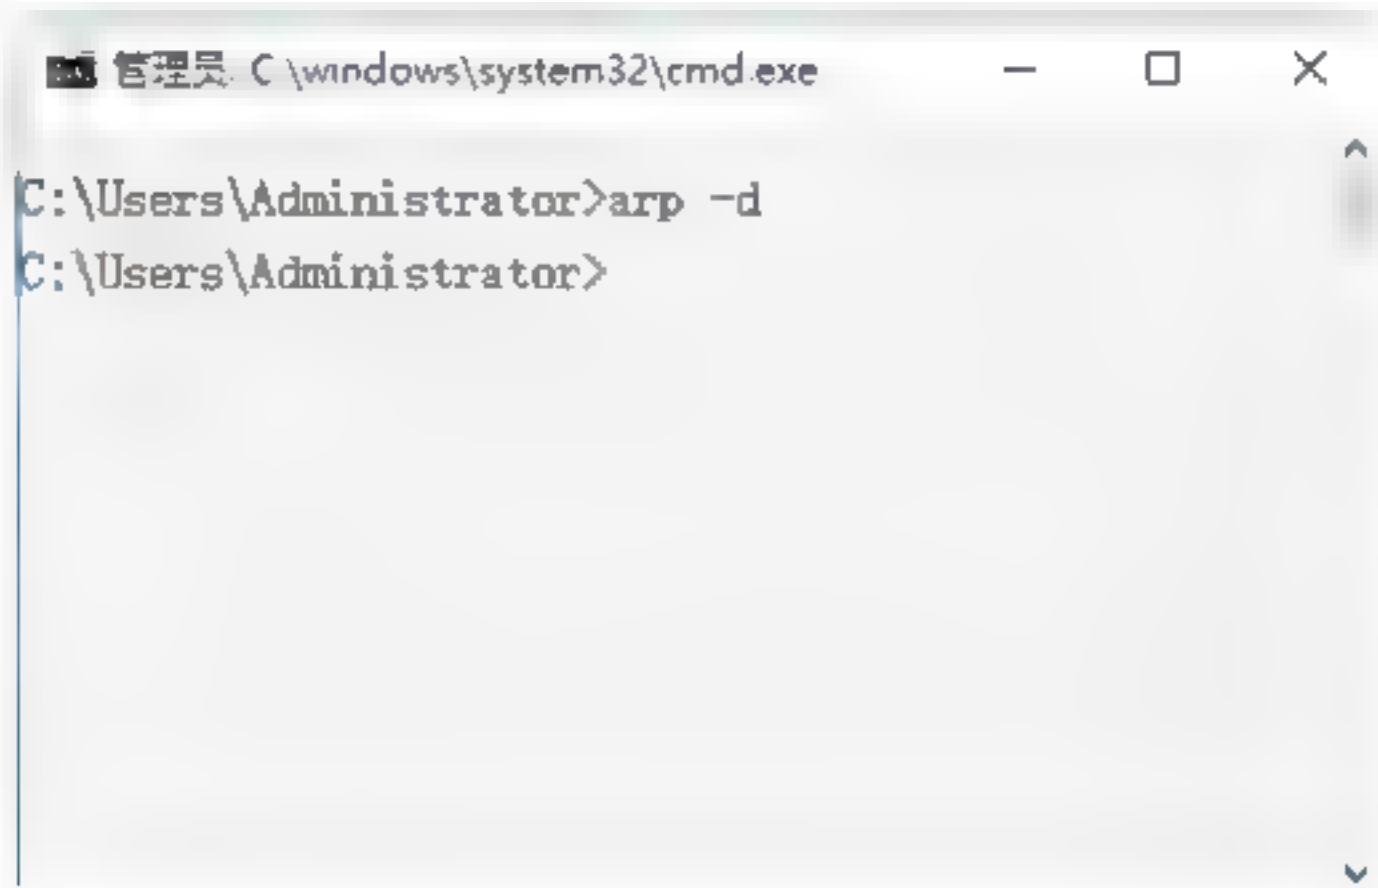 管理员: C:\windows\system32\cmd.exe
C:\Users\Administrator>arp -d
C:\Users\Administrator>